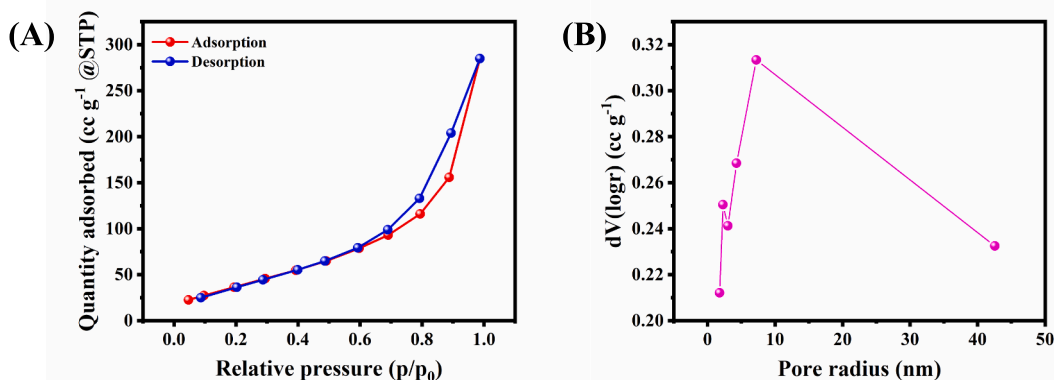 (A)
Quantity adsorbed (cc g-1 @STP)
300
250
200
150
100
50
0
Adsorption
Desorption
0.0 0.2 0.4 0.6 0.8 1.0
Relative pressure (p/p0)
(B)
dV(logr) (cc g-1)
0.32
0.30
0.28
0.26
0.24
0.22
0.20
0 10 20 30 40 50
Pore radius (nm)